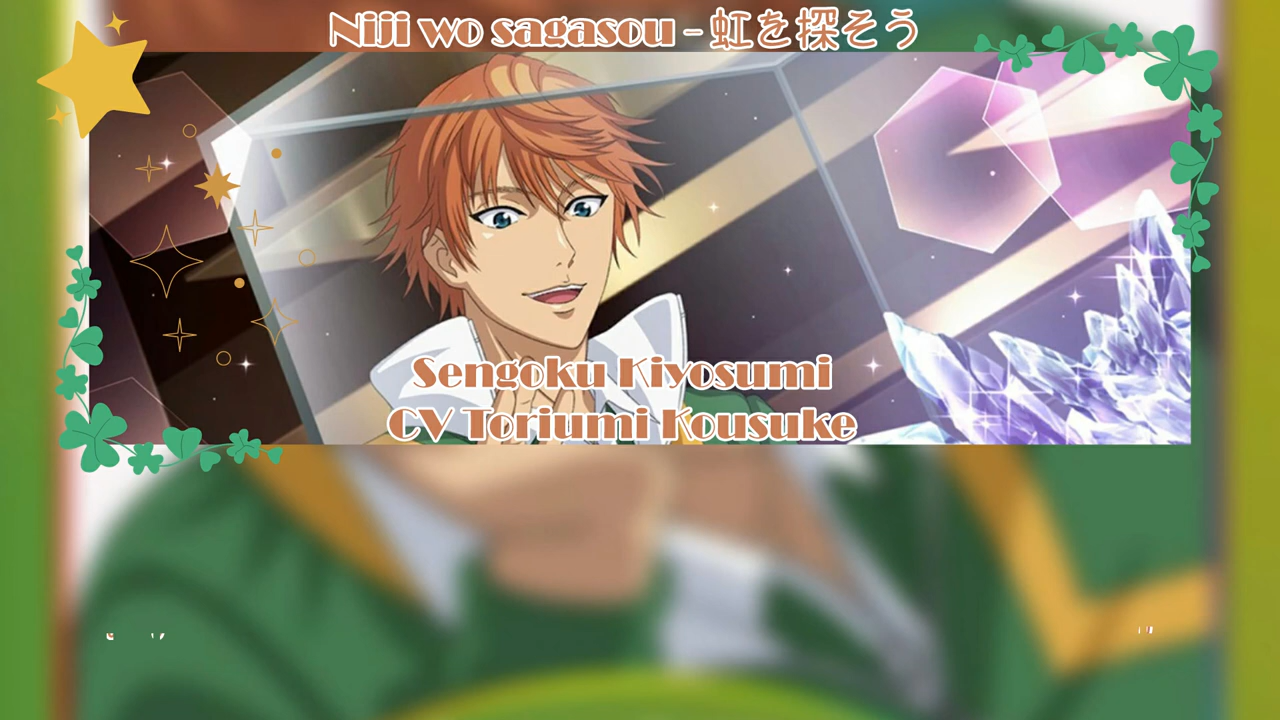 Niji wo sagasou - 虹を探そう
Sengoku Kiyosumi
CV Toriumi Kousuke